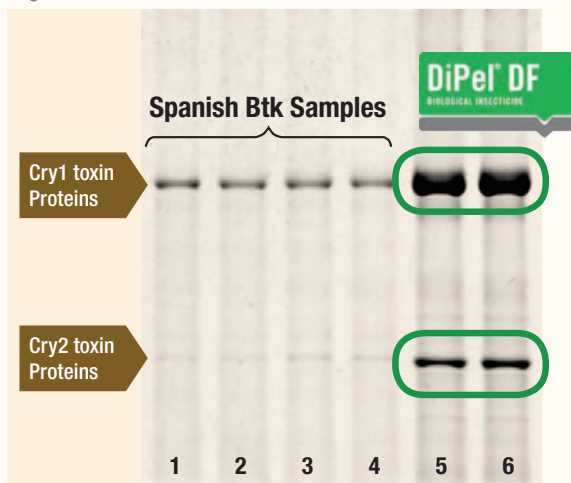 DiPel® DF
BIOLOGICAL INSECTICIDE
Spanish Btk Samples
Cry1 toxin
Proteins
Cry2 toxin
Proteins
1 2 3 4 5 6